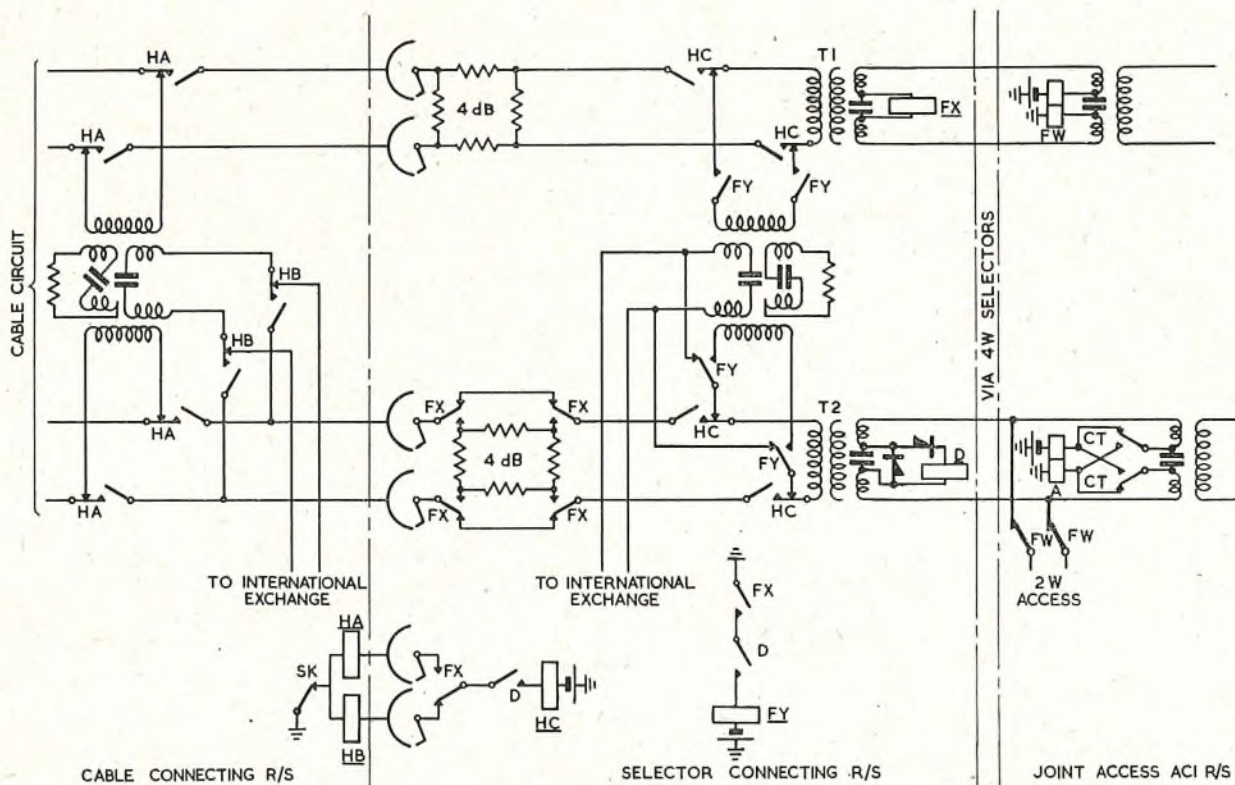 HA
HC
T1
HA
4 dB
HC
FX
FW
FY
FY
CABLE CIRCUIT
HB
HB
VIA 4W SELECTORS
FY
FX
FX
T2
HA
HC
4 dB
FY
D
CT
CT
A
HA
FX
FX
HC
FW
FW
TO INTERNATIONAL
EXCHANGE
TO INTERNATIONAL
EXCHANGE
2 W
ACCESS
FX
HA
SK
FX
D
D
HC
HB
FY
CABLE CONNECTING R/S
SELECTOR CONNECTING R/S
JOINT ACCESS ACI R/S